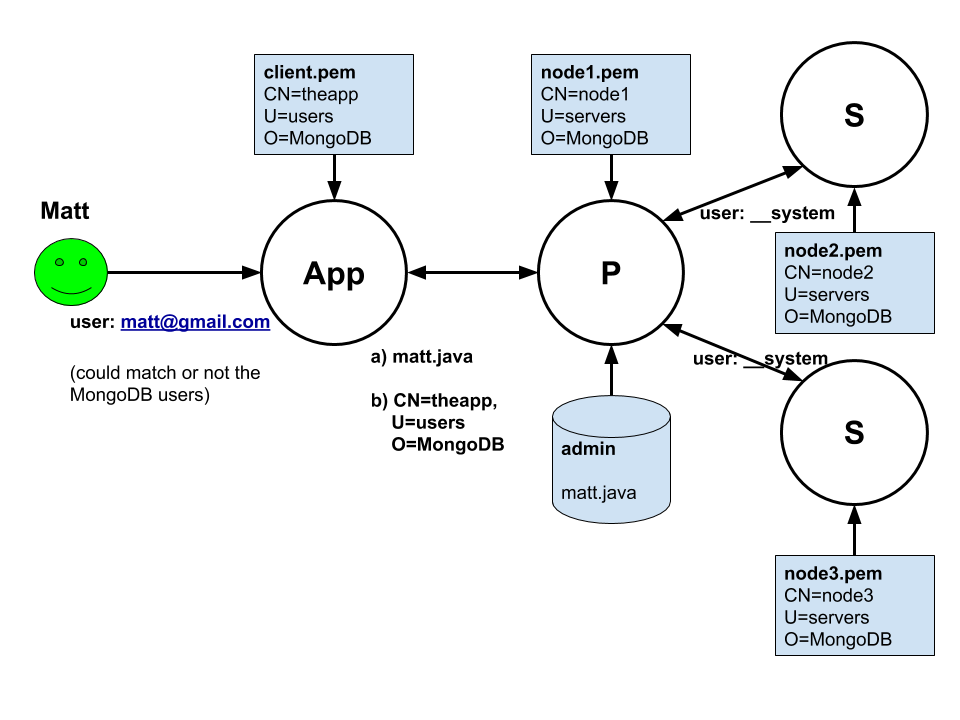 client.pem
CN=theapp
U=users
O=MongoDB
node1.pem
CN=node1
U=servers
O=MongoDB
S
Matt
user: __system
App
P
node2.pem
CN=node2
U=servers
O=MongoDB
user: matt@gmail.com
(could match or not the
MongoDB users)
a) matt.java
b) CN=theapp,
U=users
O=MongoDB
user: __system
admin
matt.java
S
node3.pem
CN=node3
U=servers
O=MongoDB